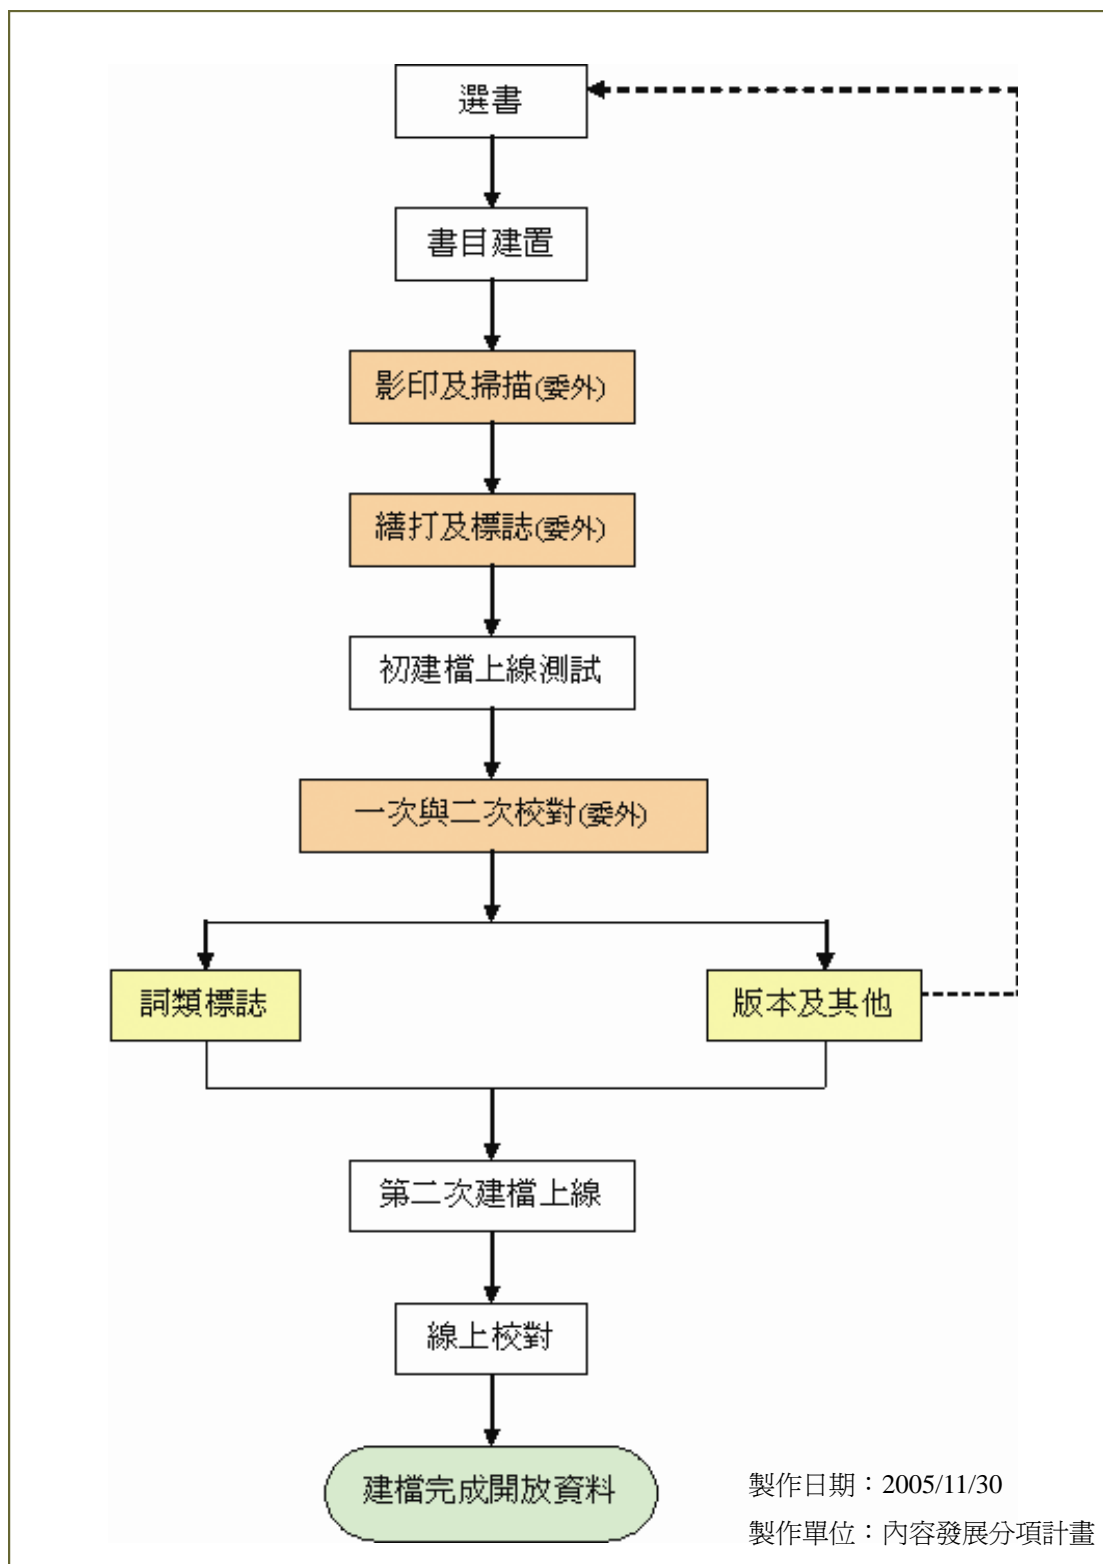 選書
書目建置
影印及掃描(委外)
繕打及標誌(委外)
初建檔上線測試
一次與二次校對(委外)
詞類標誌
版本及其他
第二次建檔上線
線上校對
建檔完成開放資料
製作日期：2005/11/30
製作單位：內容發展分項計畫